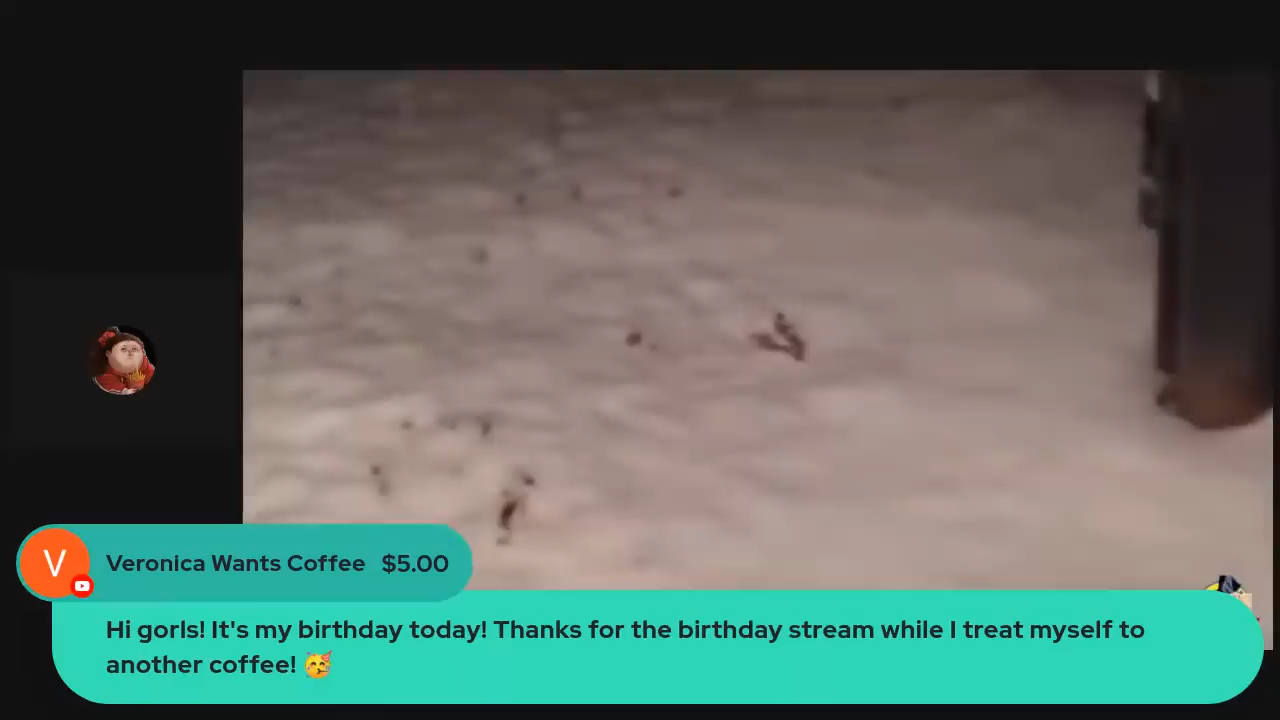 V
Veronica Wants Coffee $5.00
Hi gorls! It's my birthday today! Thanks for the birthday stream while I treat myself to
another coffee! 🥳